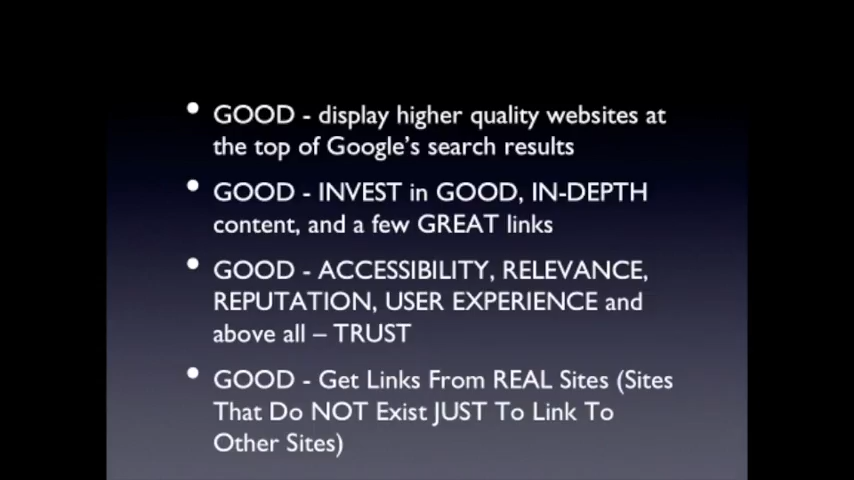 • GOOD - display higher quality websites at
the top of Google's search results
• GOOD - INVEST in GOOD, IN-DEPTH
content, and a few GREAT links
• GOOD - ACCESSIBILITY, RELEVANCE,
REPUTATION, USER EXPERIENCE and
above all – TRUST
• GOOD - Get Links From REAL Sites (Sites
That Do NOT Exist JUST To Link To
Other Sites)